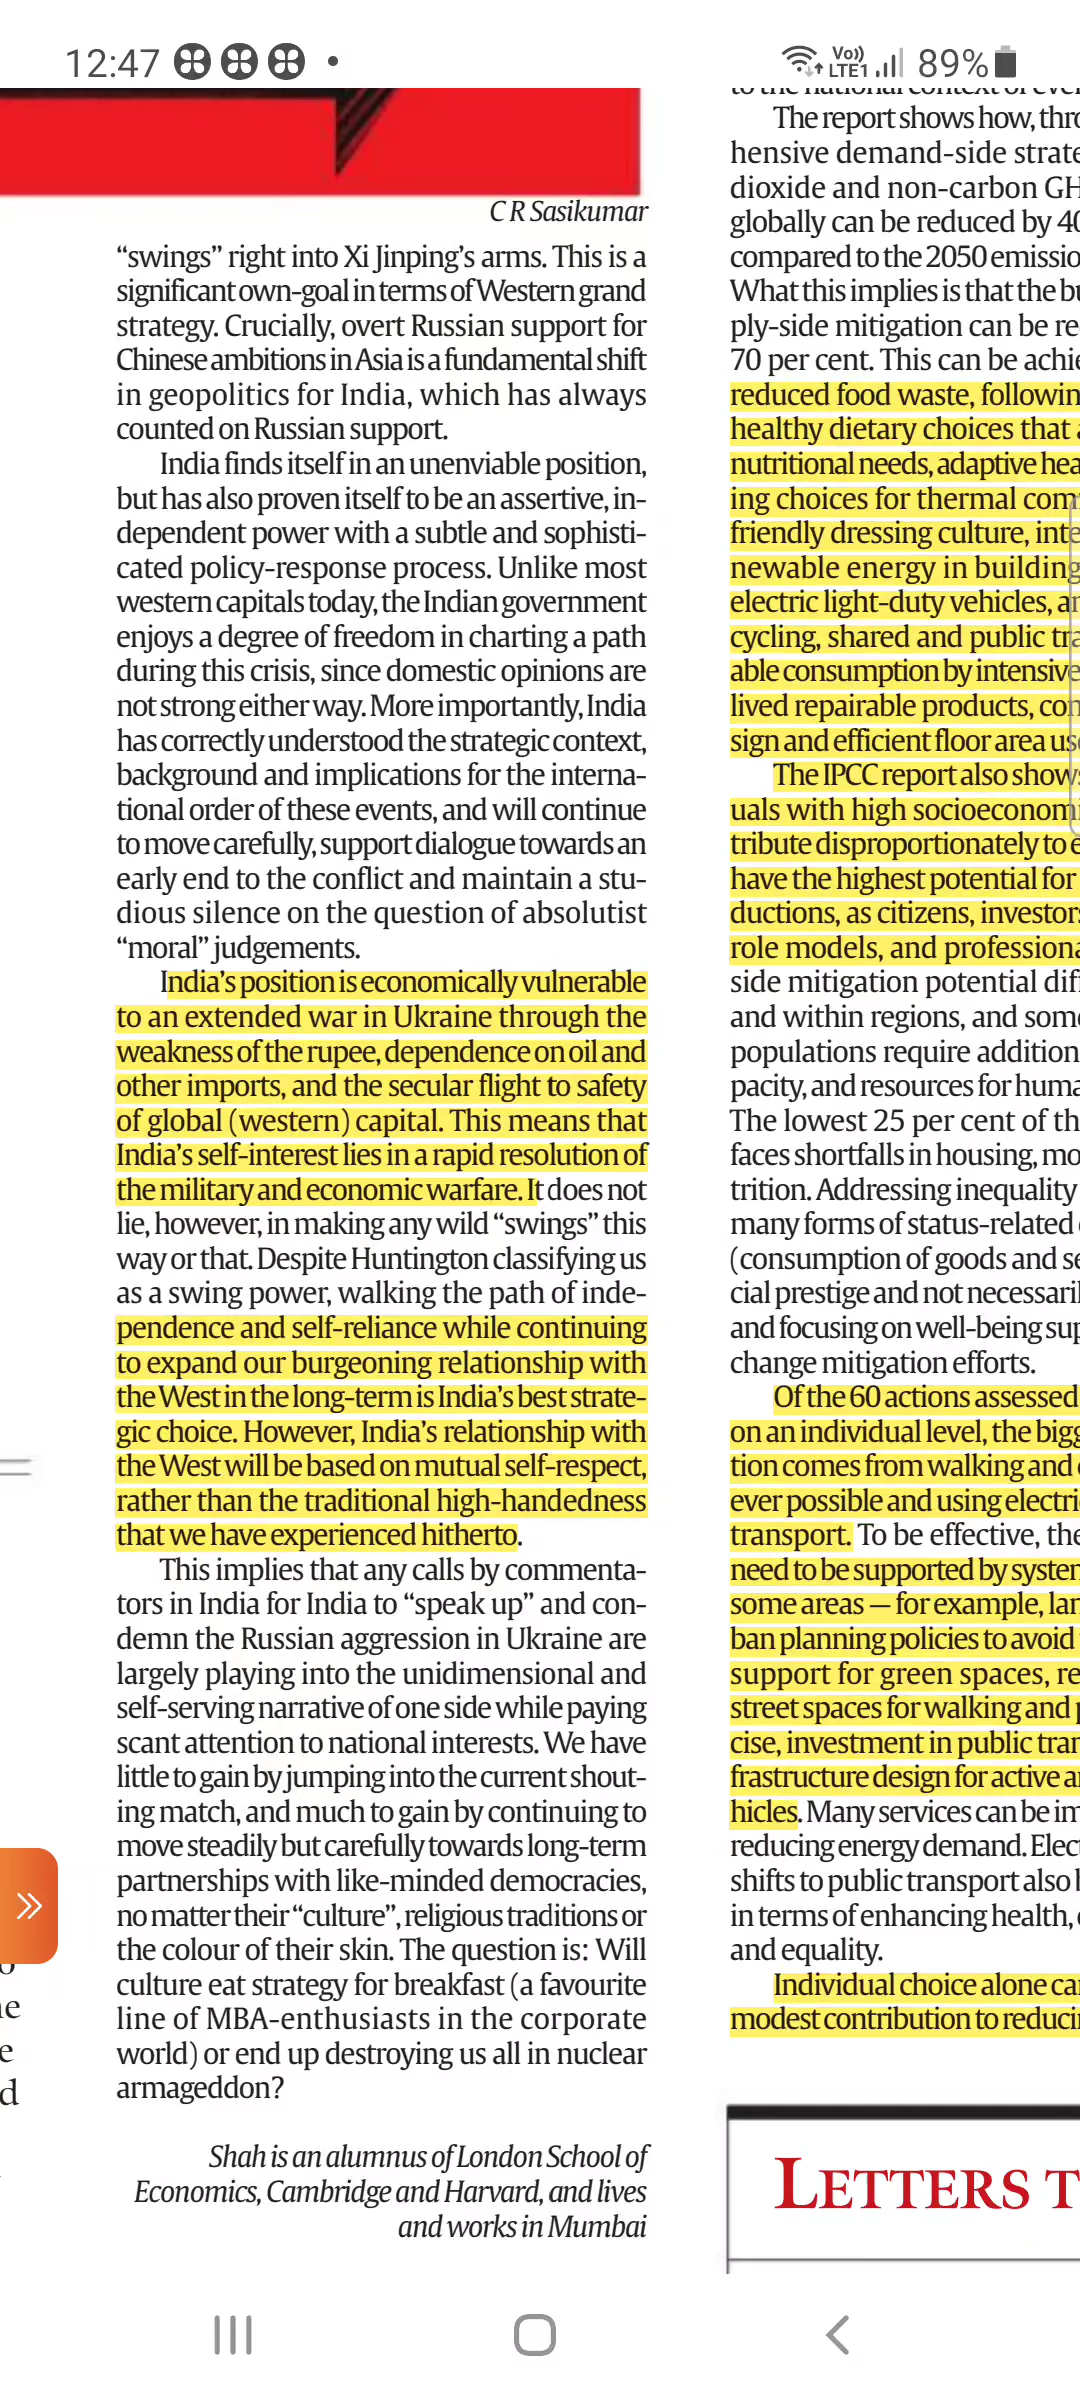 12:47
Vo)) LTE1 89%
C R Sasikumar
“swings” right into Xi Jinping’s arms. This is a
significant own-goal in terms of Western grand
strategy. Crucially, overt Russian support for
Chinese ambitions in Asia is a fundamental shift
in geopolitics for India, which has always
counted on Russian support.
India finds itself in an unenviable position,
but has also proven itself to be an assertive, in-
dependent power with a subtle and sophisti-
cated policy-response process. Unlike most
western capitals today, the Indian government
enjoys a degree of freedom in charting a path
during this crisis, since domestic opinions are
not strong either way. More importantly, India
has correctly understood the strategic context,
background and implications for the interna-
tional order of these events, and will continue
to move carefully, support dialogue towards an
early end to the conflict and maintain a stu-
dious silence on the question of absolutist
“moral” judgements.
India’s position is economically vulnerable
to an extended war in Ukraine through the
weakness of the rupee, dependence on oil and
other imports, and the secular flight to safety
of global (western) capital. This means that
India’s self-interest lies in a rapid resolution of
the military and economic warfare. It does not
lie, however, in making any wild “swings” this
way or that. Despite Huntington classifying us
as a swing power, walking the path of inde-
pendence and self-reliance while continuing
to expand our burgeoning relationship with
the West in the long-term is India’s best strate-
gic choice. However, India’s relationship with
the West will be based on mutual self-respect,
rather than the traditional high-handedness
that we have experienced hitherto.
This implies that any calls by commenta-
tors in India for India to “speak up” and con-
demn the Russian aggression in Ukraine are
largely playing into the unidimensional and
self-serving narrative of one side while paying
scant attention to national interests. We have
little to gain by jumping into the current shout-
ing match, and much to gain by continuing to
move steadily but carefully towards long-term
partnerships with like-minded democracies,
no matter their “culture”, religious traditions or
the colour of their skin. The question is: Will
culture eat strategy for breakfast (a favourite
line of MBA-enthusiasts in the corporate
world) or end up destroying us all in nuclear
armageddon?
Shah is an alumnus of London School of
Economics, Cambridge and Harvard, and lives
and works in Mumbai
The report shows how, thro
hensive demand-side strate
dioxide and non-carbon GH
globally can be reduced by 40
compared to the 2050 emissio
What this implies is that the bu
ply-side mitigation can be re
70 per cent. This can be achie
reduced food waste, followin
healthy dietary choices that a
nutritional needs, adaptive hea
ing choices for thermal com
friendly dressing culture, inte
newable energy in building
electric light-duty vehicles, an
cycling, shared and public tra
able consumption by intensive
lived repairable products, con
sign and efficient floor area us
The IPCC report also shows
uals with high socioeconomi
tribute disproportionately to e
have the highest potential for
ductions, as citizens, investors
role models, and professiona
side mitigation potential diff
and within regions, and some
populations require addition
pacity, and resources for huma
The lowest 25 per cent of th
faces shortfalls in housing, mo
trition. Addressing inequality
many forms of status-related
(consumption of goods and se
cial prestige and not necessaril
and focusing on well-being sup
change mitigation efforts.
Of the 60 actions assessed
on an individual level, the bigg
tion comes from walking and
ever possible and using electri
transport. To be effective, the
need to be supported by system
some areas — for example, lan
ban planning policies to avoid
support for green spaces, re
street spaces for walking and p
cise, investment in public tran
frastructure design for active an
hicles. Many services can be im
reducing energy demand. Elect
shifts to public transport also
in terms of enhancing health,
and equality.
Individual choice alone can
modest contribution to reducin
LETTERS T